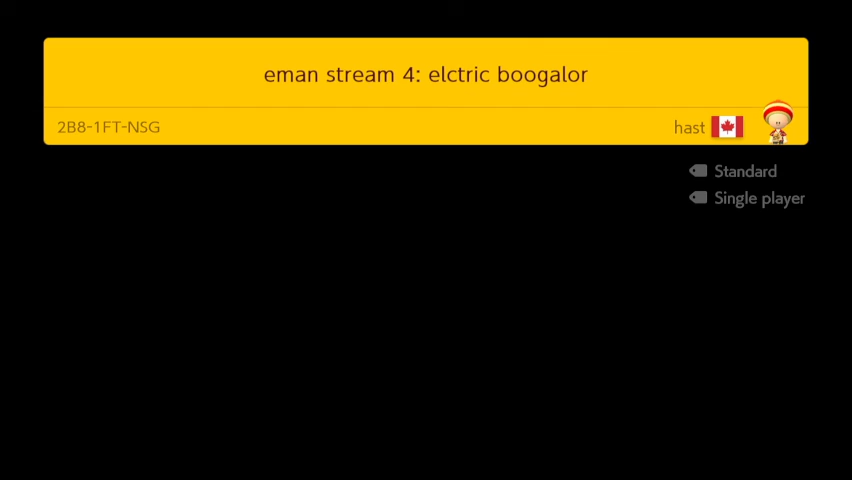 eman stream 4: elctric boogalor
2B8-1FT-NSG
hast
Standard
Single player